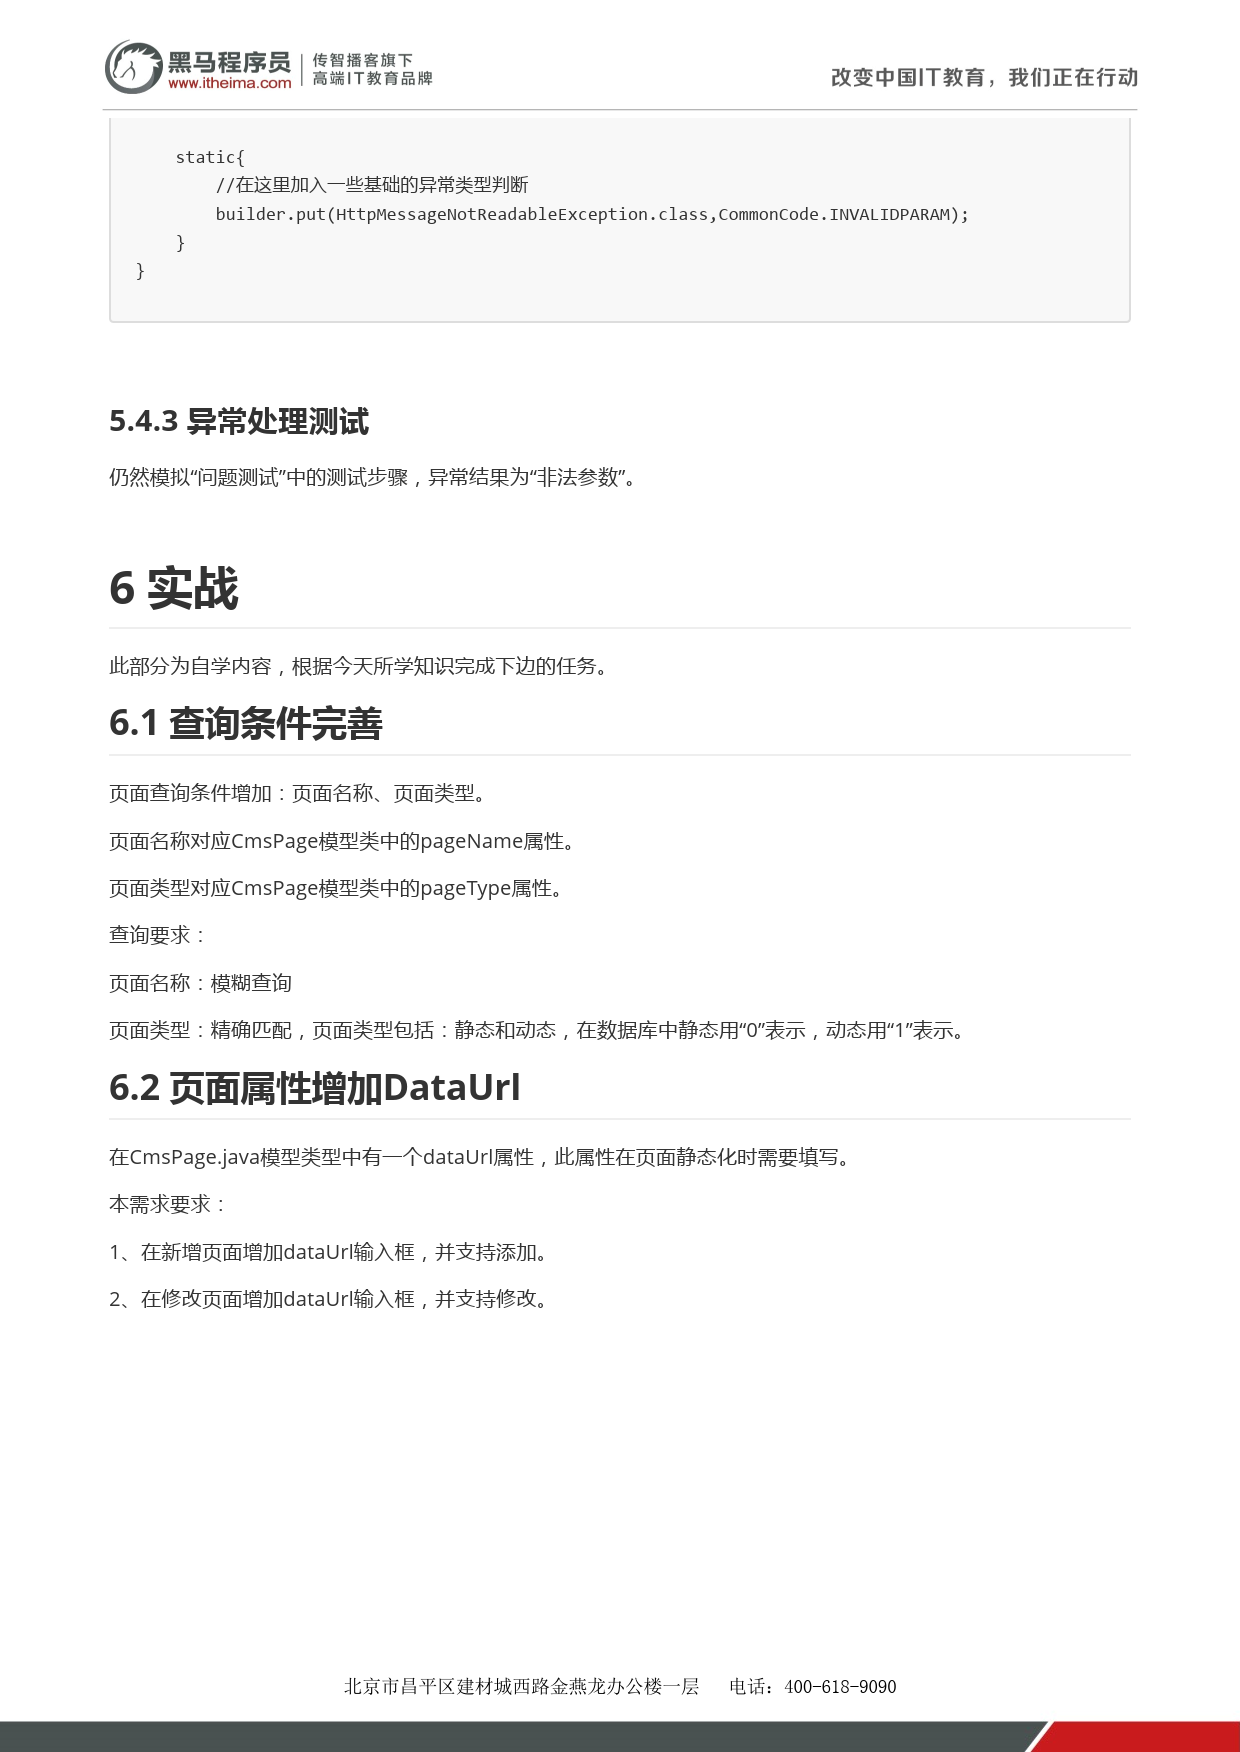 黑马程序员
www.itheima.com
传智播客旗下
高端IT教育品牌
改变中国IT教育，我们正在行动
static{
//在这里加入一些基础的异常类型判断
builder.put(HttpMessageNotReadableException.class,CommonCode.INVALIDPARAM);
}
}
5.4.3 异常处理测试
仍然模拟“问题测试”中的测试步骤，异常结果为“非法参数”。
6 实战
此部分为自学内容，根据今天所学知识完成下边的任务。
6.1 查询条件完善
页面查询条件增加：页面名称、页面类型。
页面名称对应CmsPage模型类中的pageName属性。
页面类型对应CmsPage模型类中的pageType属性。
查询要求：
页面名称：模糊查询
页面类型：精确匹配，页面类型包括：静态和动态，在数据库中静态用“0”表示，动态用“1”表示。
6.2 页面属性增加DataUrl
在CmsPage.java模型类型中有一个dataUrl属性，此属性在页面静态化时需要填写。
本需求要求：
1、在新增页面增加dataUrl输入框，并支持添加。
2、在修改页面增加dataUrl输入框，并支持修改。
北京市昌平区建材城西路金燕龙办公楼一层 电话：400-618-9090